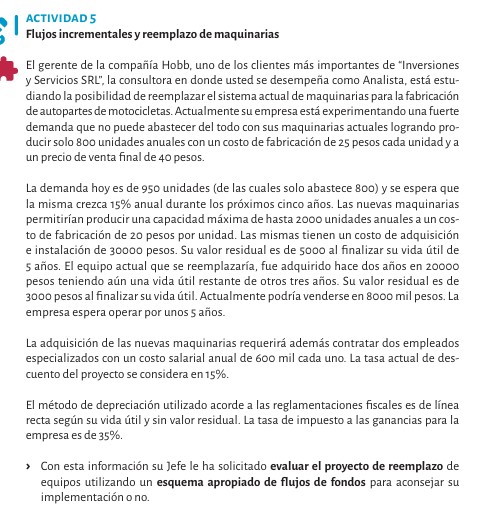 ACTIVIDAD 5
Flujos incrementales y reemplazo de maquinarias
El gerente de la compañía Hobb, uno de los clientes más importantes de “Inversiones
y Servicios SRL”, la consultora en donde usted se desempeña como Analista, está estu-
diando la posibilidad de reemplazar el sistema actual de maquinarias para la fabricación
de autopartes de motocicletas. Actualmente su empresa está experimentando una fuerte
demanda que no puede abastecer del todo con sus maquinarias actuales logrando pro-
ducir solo 800 unidades anuales con un costo de fabricación de 25 pesos cada unidad y a
un precio de venta final de 40 pesos.
La demanda hoy es de 950 unidades (de las cuales solo abastece 800) y se espera que
la misma crezca 15% anual durante los próximos cinco años. Las nuevas maquinarias
permitirían producir una capacidad máxima de hasta 2000 unidades anuales a un cos-
to de fabricación de 20 pesos por unidad. Las mismas tienen un costo de adquisición
e instalación de 30000 pesos. Su valor residual es de 5000 al finalizar su vida útil de
5 años. El equipo actual que se reemplazaría, fue adquirido hace dos años en 20000
pesos teniendo aún una vida útil restante de otros tres años. Su valor residual es de
3000 pesos al finalizar su vida útil. Actualmente podría venderse en 8000 mil pesos. La
empresa espera operar por unos 5 años.
La adquisición de las nuevas maquinarias requerirá además contratar dos empleados
especializados con un costo salarial anual de 600 mil cada uno. La tasa actual de des-
cuento del proyecto se considera en 15%.
El método de depreciación utilizado acorde a las reglamentaciones fiscales es de línea
recta según su vida útil y sin valor residual. La tasa de impuesto a las ganancias para la
empresa es de 35%.
› Con esta información su Jefe le ha solicitado evaluar el proyecto de reemplazo de
equipos utilizando un esquema apropiado de flujos de fondos para aconsejar su
implementación o no.